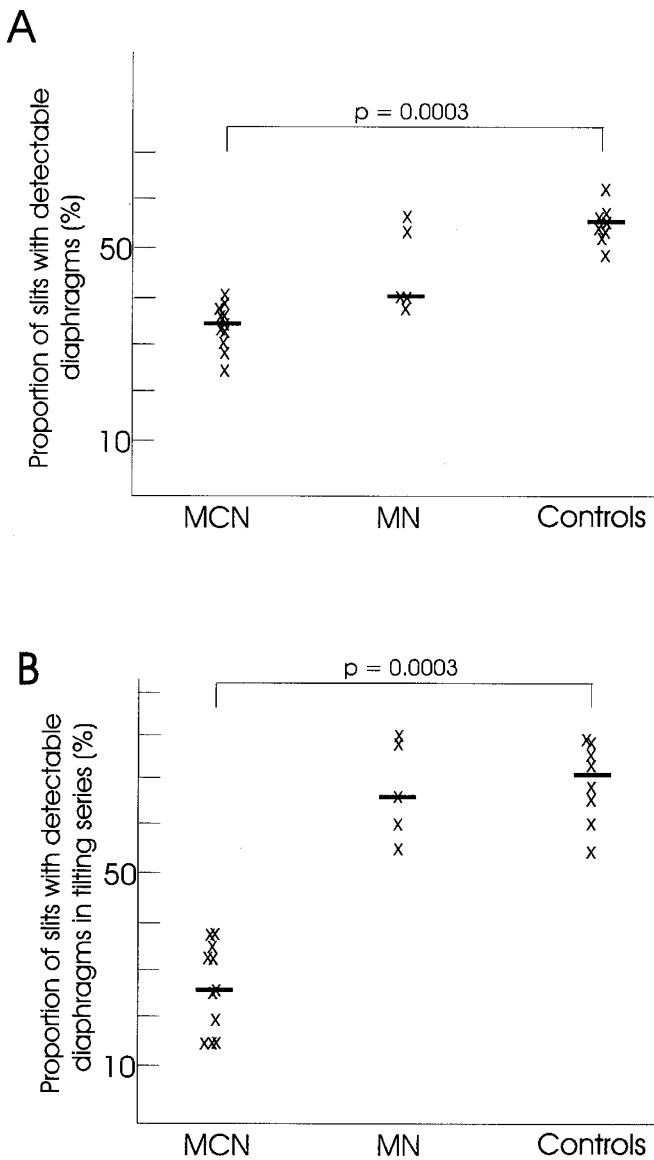 A
p = 0.0003
Proportion of slits with detectable
diaphragms (%)
50
10
MCN MN Controls
B
p = 0.0003
Proportion of slits with detectable
diaphragms in tilting series (%)
50
10
MCN MN Controls